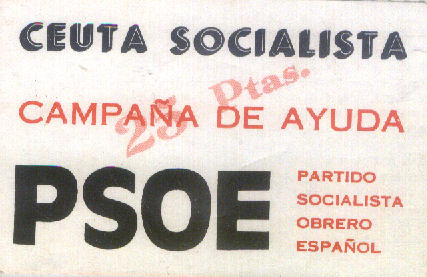 CEUTA SOCIALISTA
25 Ptas.
CAMPAÑA DE AYUDA
PSOE
PARTIDO
SOCIALISTA
OBRERO
ESPAÑOL